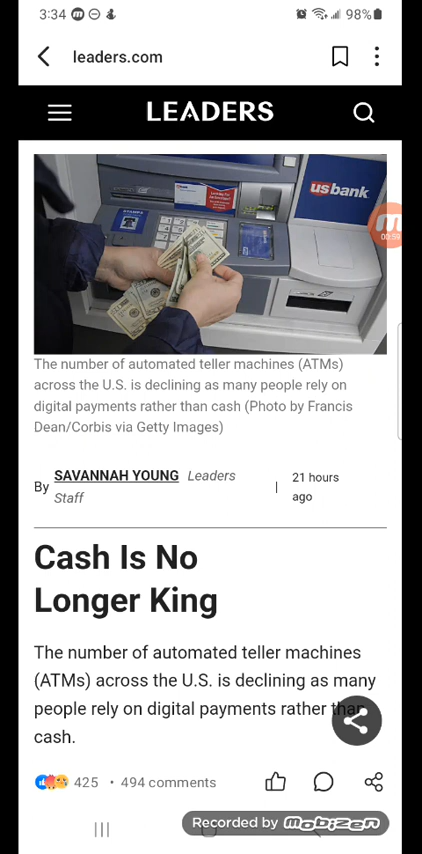 3:34 98%
leaders.com
LEADERS
usbank
00:59
The number of automated teller machines (ATMs)
across the U.S. is declining as many people rely on
digital payments rather than cash (Photo by Francis
Dean/Corbis via Getty Images)
By SAVANNAH YOUNG Leaders
Staff
| 21 hours
ago
Cash Is No
Longer King
The number of automated teller machines
(ATMs) across the U.S. is declining as many
people rely on digital payments rather than
cash.
425 • 494 comments
Recorded by mobizen